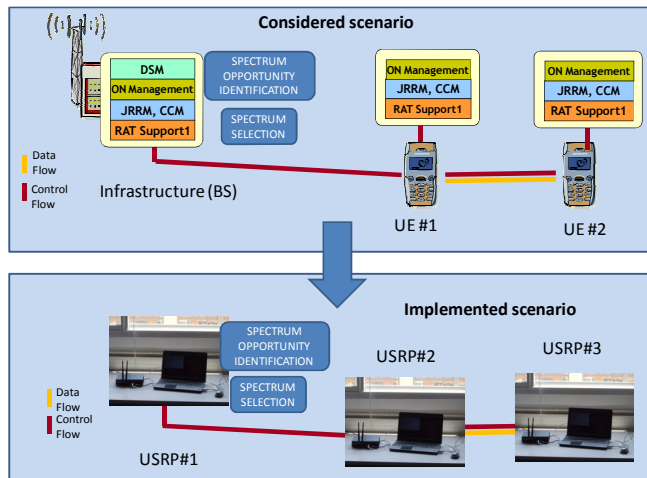 Considered scenario
DSM
ON Management
JRRM, CCM
RAT Support1
SPECTRUM
OPPORTUNITY
IDENTIFICATION
SPECTRUM
SELECTION
ON Management
JRRM, CCM
RAT Support1
ON Management
JRRM, CCM
RAT Support1
Data
Flow
Control
Flow
Infrastructure (BS)
UE #1
UE #2
Implemented scenario
SPECTRUM
OPPORTUNITY
IDENTIFICATION
SPECTRUM
SELECTION
USRP#2
USRP#3
Data
Flow
Control
Flow
USRP#1